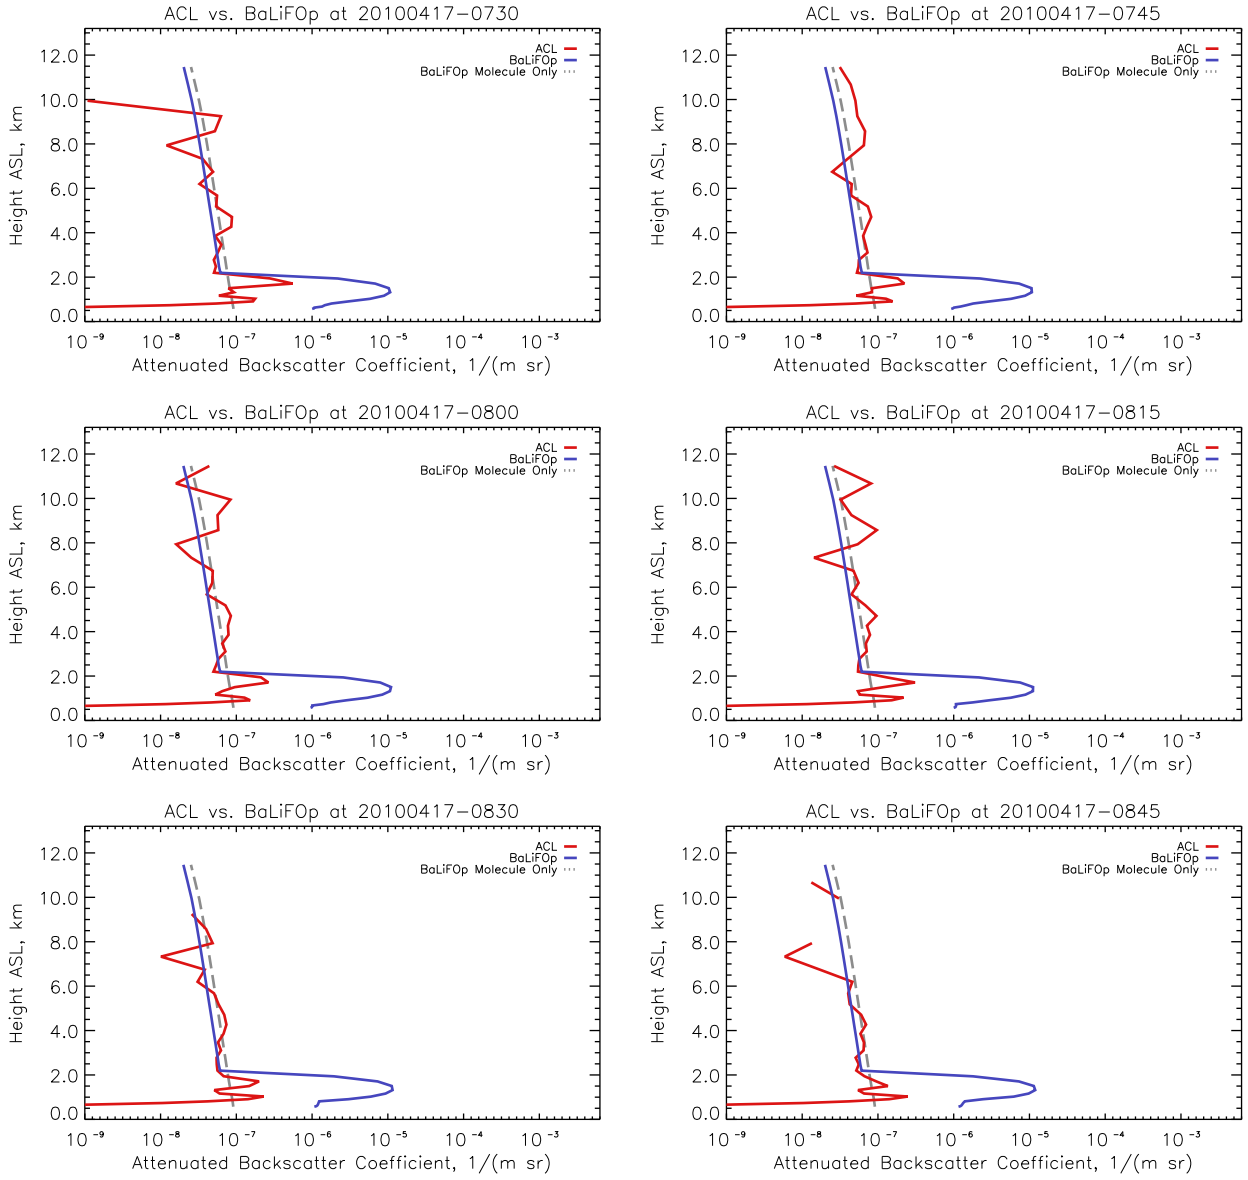 ACL vs. BaLiFOp at 20100417-0730
ACL
BaLiFOp
BaLiFOp Molecule Only
Height ASL, km
12.0
10.0
8.0
6.0
4.0
2.0
0.0
10⁻⁹ 10⁻⁸ 10⁻⁷ 10⁻⁶ 10⁻⁵ 10⁻⁴ 10⁻³
Attenuated Backscatter Coefficient, 1/(m sr)
ACL vs. BaLiFOp at 20100417-0745
ACL
BaLiFOp
BaLiFOp Molecule Only
Height ASL, km
12.0
10.0
8.0
6.0
4.0
2.0
0.0
10⁻⁹ 10⁻⁸ 10⁻⁷ 10⁻⁶ 10⁻⁵ 10⁻⁴ 10⁻³
Attenuated Backscatter Coefficient, 1/(m sr)
ACL vs. BaLiFOp at 20100417-0800
ACL
BaLiFOp
BaLiFOp Molecule Only
Height ASL, km
12.0
10.0
8.0
6.0
4.0
2.0
0.0
10⁻⁹ 10⁻⁸ 10⁻⁷ 10⁻⁶ 10⁻⁵ 10⁻⁴ 10⁻³
Attenuated Backscatter Coefficient, 1/(m sr)
ACL vs. BaLiFOp at 20100417-0815
ACL
BaLiFOp
BaLiFOp Molecule Only
Height ASL, km
12.0
10.0
8.0
6.0
4.0
2.0
0.0
10⁻⁹ 10⁻⁸ 10⁻⁷ 10⁻⁶ 10⁻⁵ 10⁻⁴ 10⁻³
Attenuated Backscatter Coefficient, 1/(m sr)
ACL vs. BaLiFOp at 20100417-0830
ACL
BaLiFOp
BaLiFOp Molecule Only
Height ASL, km
12.0
10.0
8.0
6.0
4.0
2.0
0.0
10⁻⁹ 10⁻⁸ 10⁻⁷ 10⁻⁶ 10⁻⁵ 10⁻⁴ 10⁻³
Attenuated Backscatter Coefficient, 1/(m sr)
ACL vs. BaLiFOp at 20100417-0845
ACL
BaLiFOp
BaLiFOp Molecule Only
Height ASL, km
12.0
10.0
8.0
6.0
4.0
2.0
0.0
10⁻⁹ 10⁻⁸ 10⁻⁷ 10⁻⁶ 10⁻⁵ 10⁻⁴ 10⁻³
Attenuated Backscatter Coefficient, 1/(m sr)